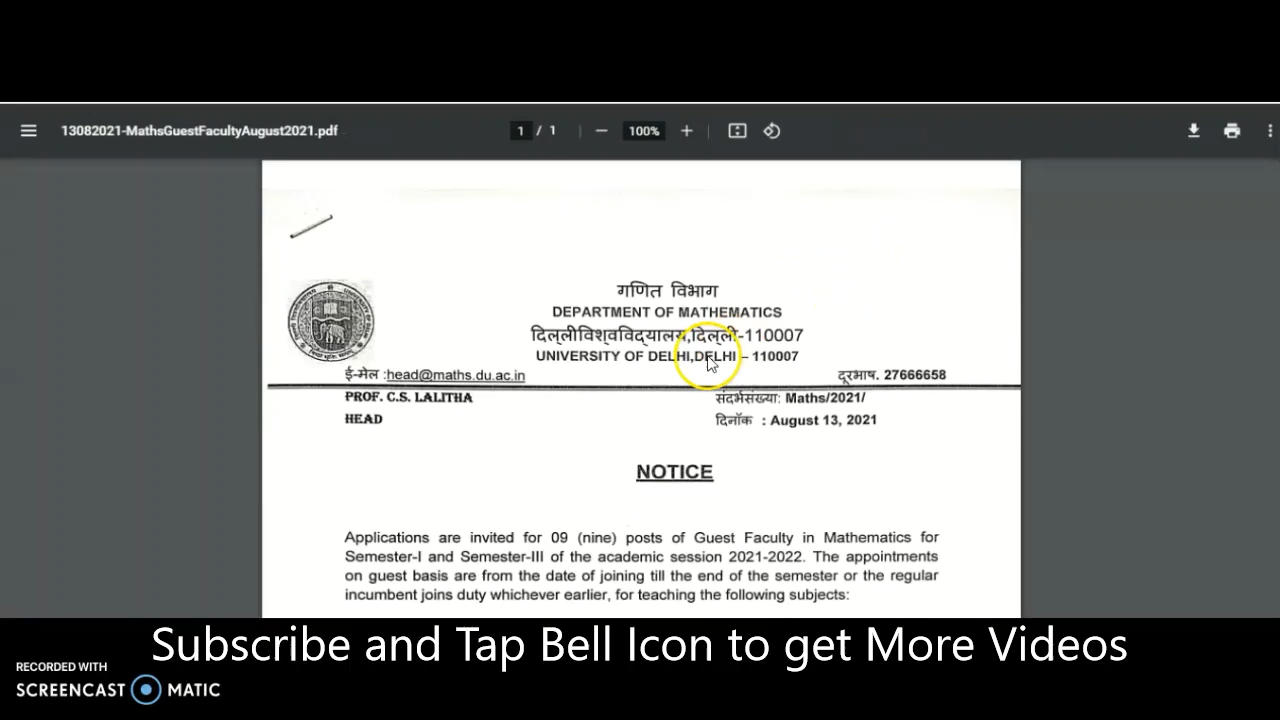 13082021-MathsGuestFacultyAugust2021.pdf
1 / 1
100%
गणित विभाग
DEPARTMENT OF MATHEMATICS
दिल्लीविश्वविद्यालय,दिल्ली-110007
UNIVERSITY OF DELHI,DELHI – 110007
ई-मेल :head@maths.du.ac.in
दूरभाष. 27666658
PROF. C.S. LALITHA
संदर्भसंख्या: Maths/2021/
HEAD
दिनॉक : August 13, 2021
NOTICE
Applications are invited for 09 (nine) posts of Guest Faculty in Mathematics for
Semester-I and Semester-III of the academic session 2021-2022. The appointments
on guest basis are from the date of joining till the end of the semester or the regular
incumbent joins duty whichever earlier, for teaching the following subjects:
Subscribe and Tap Bell Icon to get More Videos
RECORDED WITH
SCREENCAST MATIC